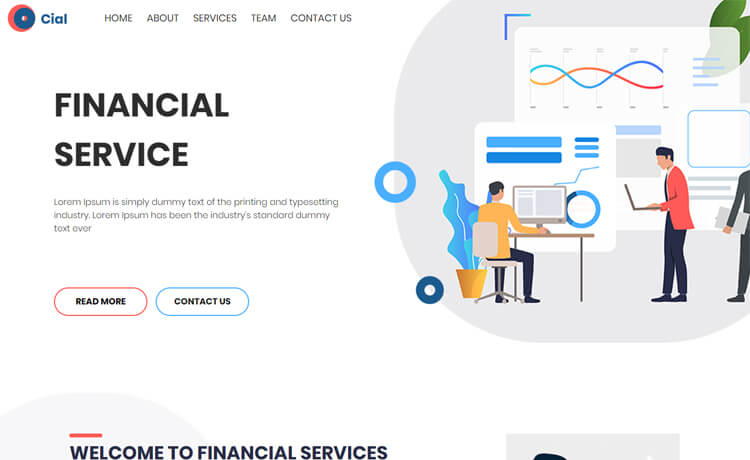 Cial
HOME ABOUT SERVICES TEAM CONTACT US
FINANCIAL
SERVICE
Lorem Ipsum is simply dummy text of the printing and typesetting
industry. Lorem Ipsum has been the industry's standard dummy
text ever
READ MORE CONTACT US
WELCOME TO FINANCIAL SERVICES